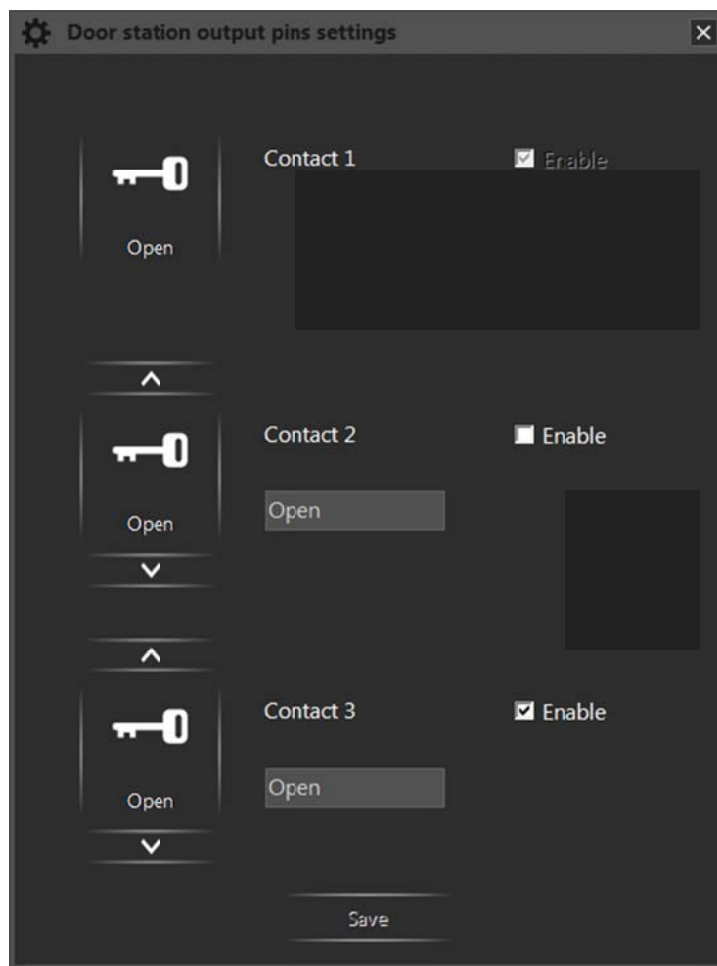 Door station output pins settings
Contact 1
Enable
Open
Contact 2
Enable
Open
Open
Contact 3
Enable
Open
Open
Save